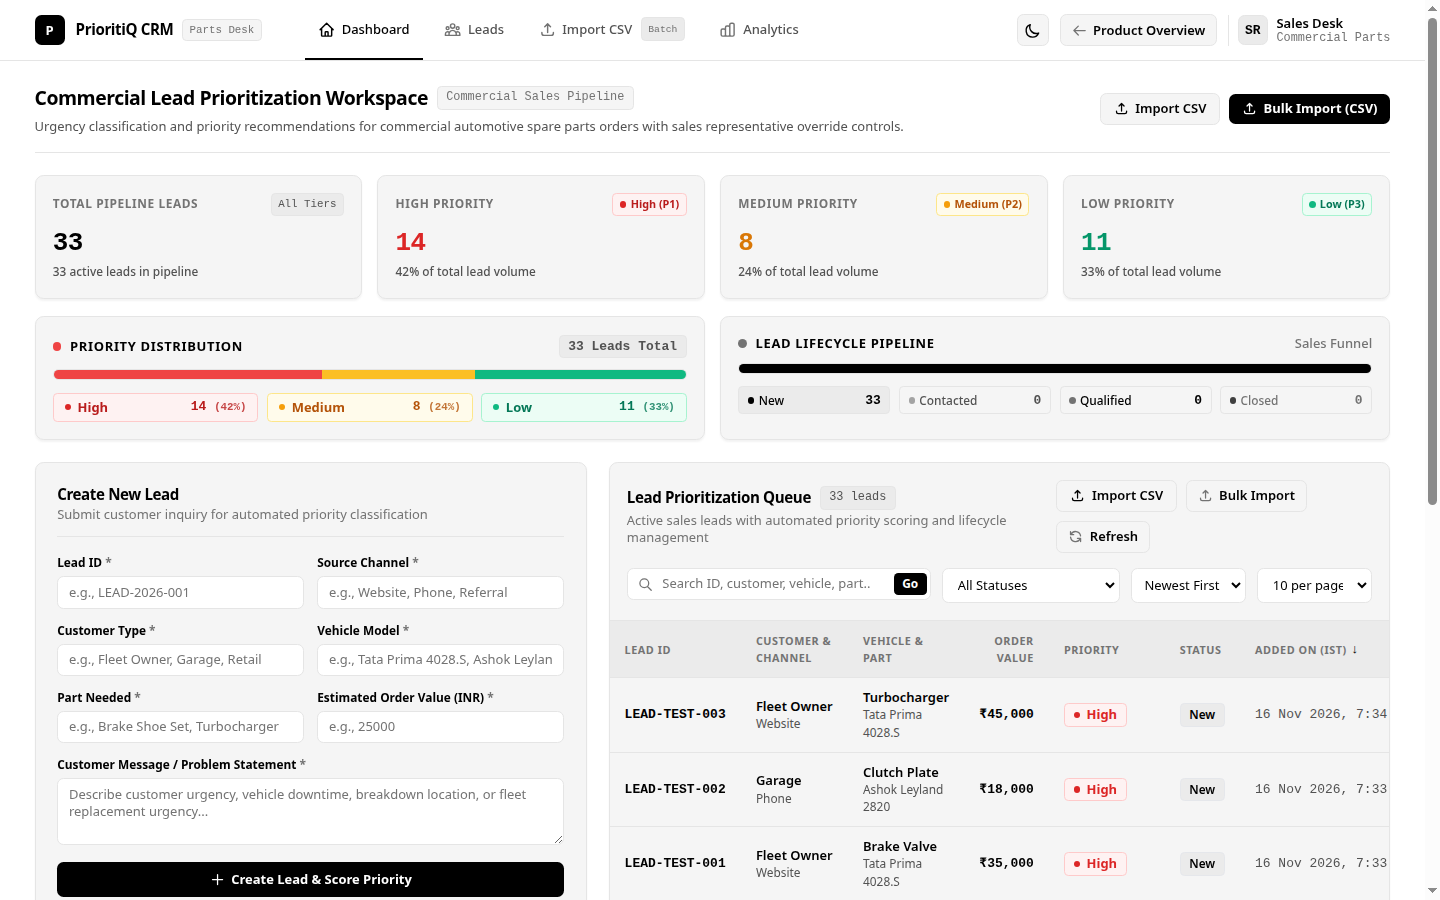 P PrioritiQ CRM Parts Desk Dashboard Leads Import CSV Batch Analytics Product Overview SR Sales Desk
Commercial Parts
Commercial Lead Prioritization Workspace Commercial Sales Pipeline
Urgency classification and priority recommendations for commercial automotive spare parts orders with sales representative override controls.
Import CSV Bulk Import (CSV)
TOTAL PIPELINE LEADS All Tiers
33
33 active leads in pipeline
HIGH PRIORITY High (P1)
14
42% of total lead volume
MEDIUM PRIORITY Medium (P2)
8
24% of total lead volume
LOW PRIORITY Low (P3)
11
33% of total lead volume
PRIORITY DISTRIBUTION 33 Leads Total
High 14 (42%) Medium 8 (24%) Low 11 (33%)
LEAD LIFECYCLE PIPELINE Sales Funnel
New 33 Contacted 0 Qualified 0 Closed 0
Create New Lead
Submit customer inquiry for automated priority classification
Lead ID * Source Channel *
e.g., LEAD-2026-001 e.g., Website, Phone, Referral
Customer Type * Vehicle Model *
e.g., Fleet Owner, Garage, Retail e.g., Tata Prima 4028.S, Ashok Leylan
Part Needed * Estimated Order Value (INR) *
e.g., Brake Shoe Set, Turbocharger e.g., 25000
Customer Message / Problem Statement *
Describe customer urgency, vehicle downtime, breakdown location, or fleet
replacement urgency...
Create Lead & Score Priority
Lead Prioritization Queue 33 leads
Active sales leads with automated priority scoring and lifecycle
management
Import CSV Bulk Import
Refresh
Search ID, customer, vehicle, part.. Go All Statuses Newest First 10 per page
LEAD ID CUSTOMER & CHANNEL VEHICLE & PART ORDER VALUE PRIORITY STATUS ADDED ON (IST) ↓
LEAD-TEST-003 Fleet Owner Website Turbocharger Tata Prima 4028.S ₹45,000 High New 16 Nov 2026, 7:34
LEAD-TEST-002 Garage Phone Clutch Plate Ashok Leyland 2820 ₹18,000 High New 16 Nov 2026, 7:33
LEAD-TEST-001 Fleet Owner Website Brake Valve Tata Prima 4028.S ₹35,000 High New 16 Nov 2026, 7:33